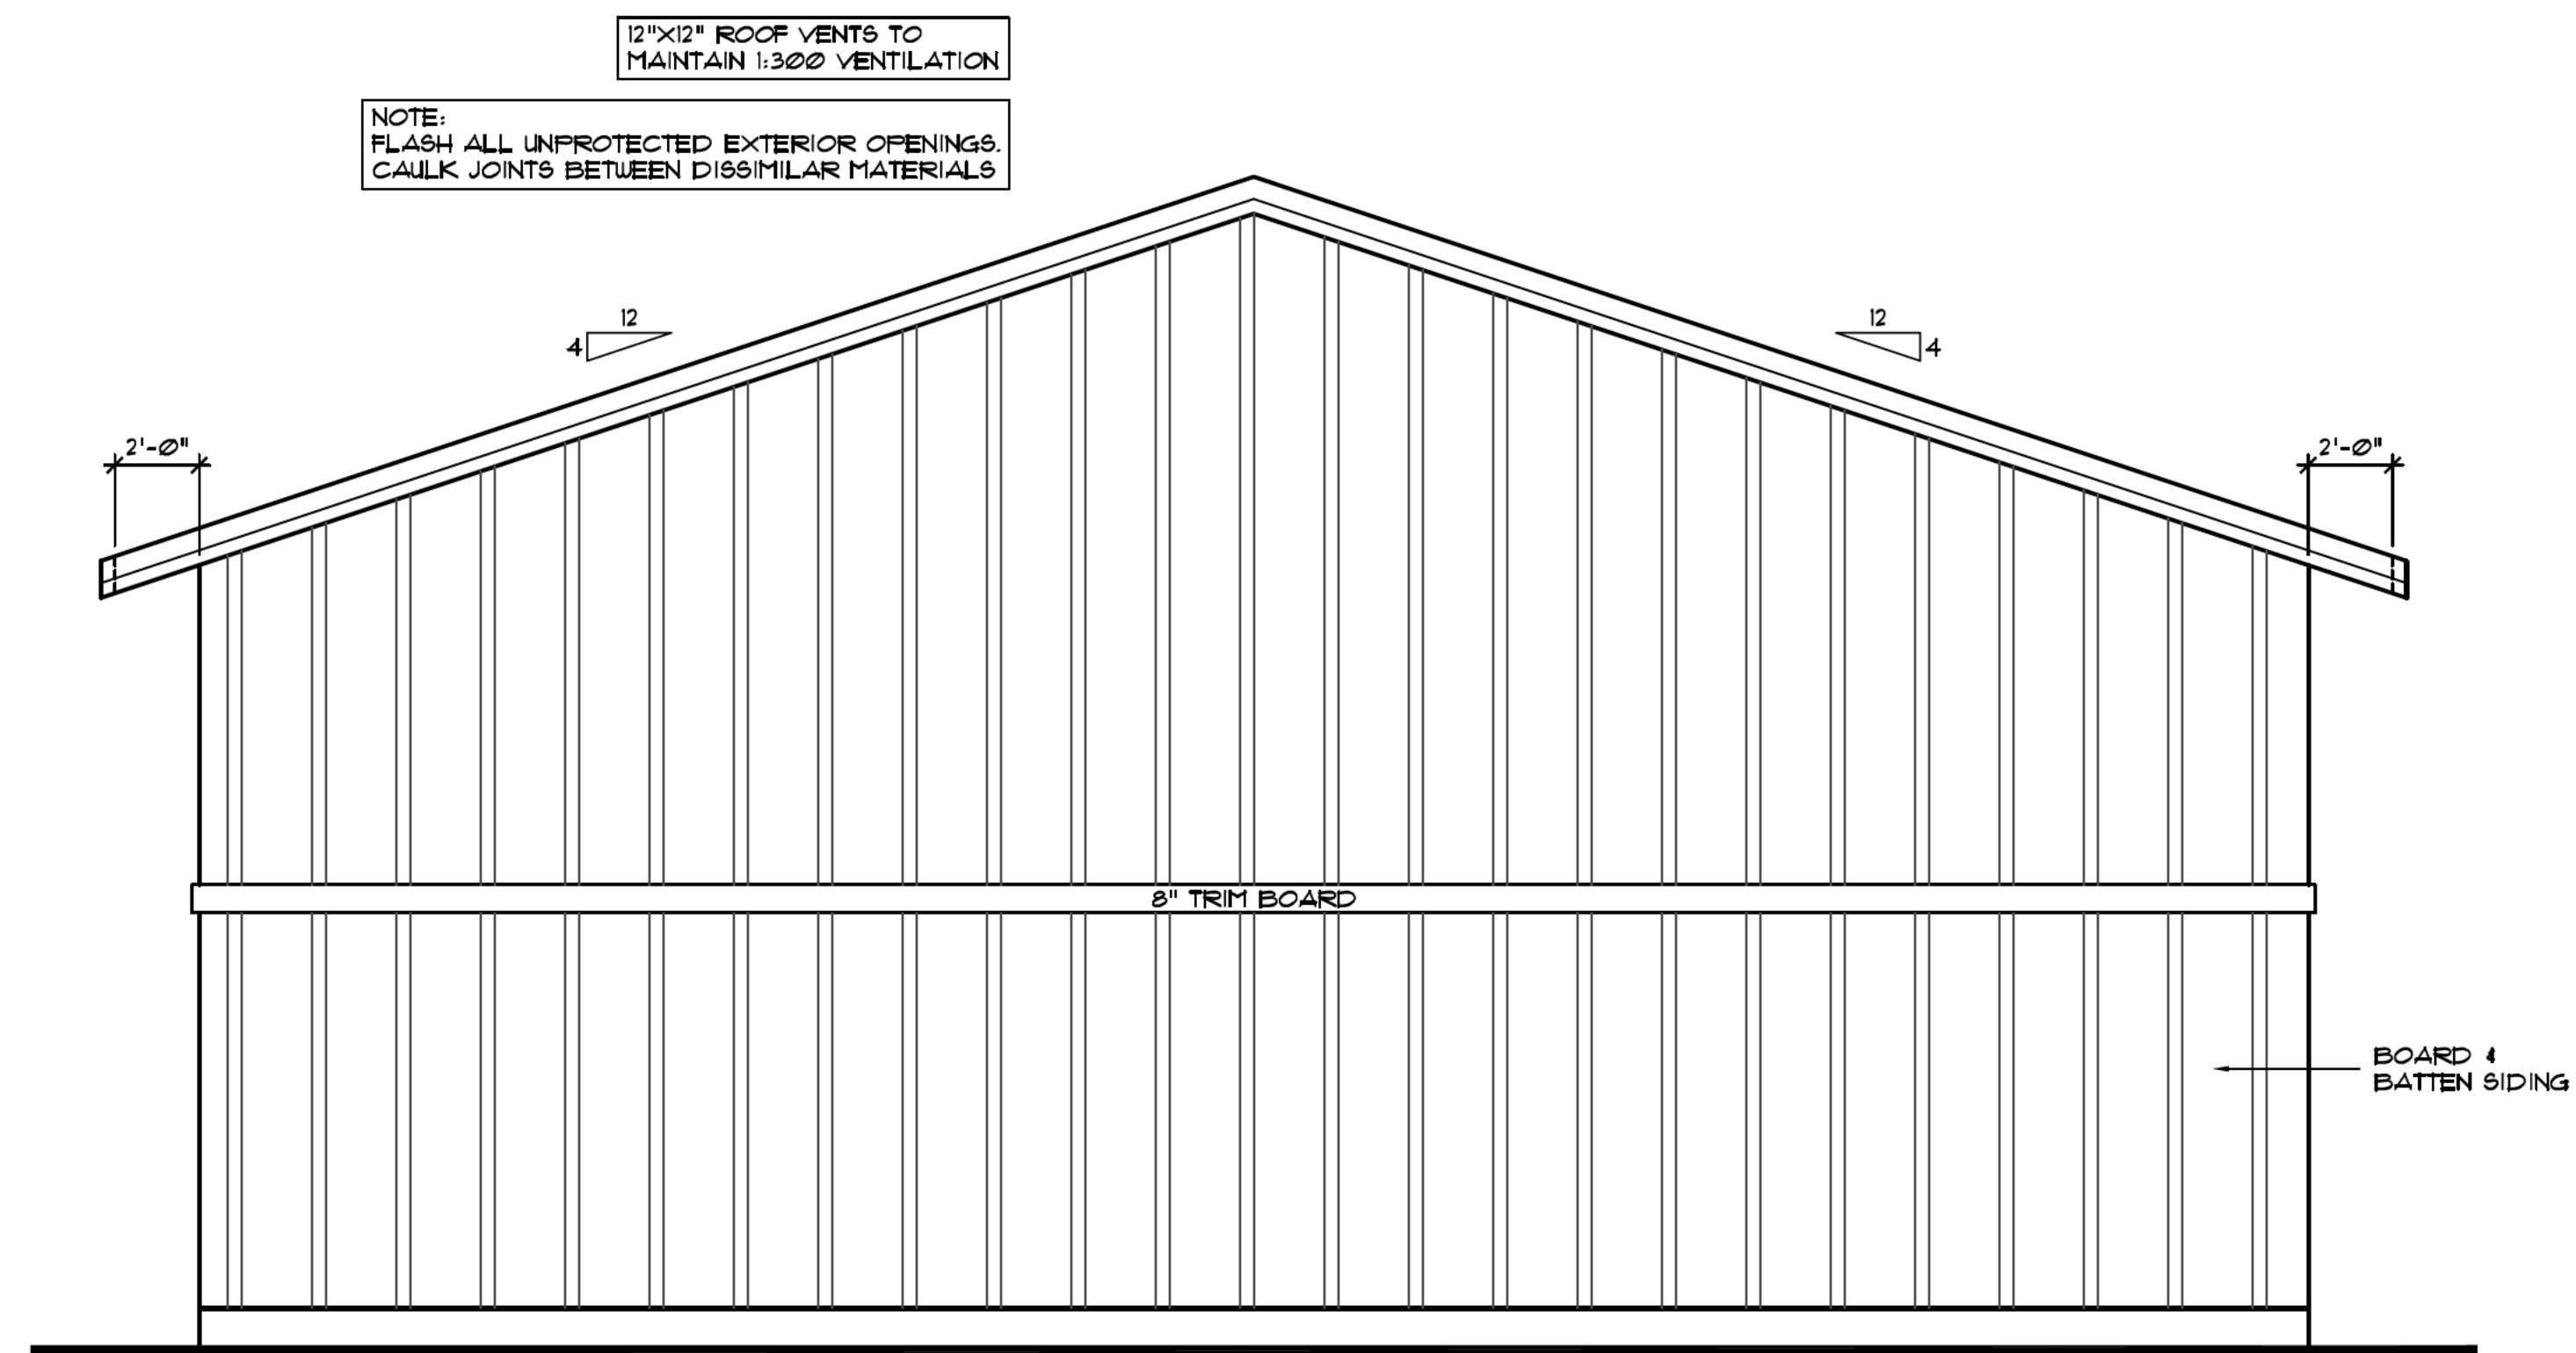 12"X12" ROOF VENTS TO
MAINTAIN 1:300 VENTILATION
NOTE:
FLASH ALL UNPROTECTED EXTERIOR OPENINGS.
CAULK JOINTS BETWEEN DISSIMILAR MATERIALS
12
4
12
4
2'-0"
2'-0"
8" TRIM BOARD
BOARD &
BATTEN SIDING